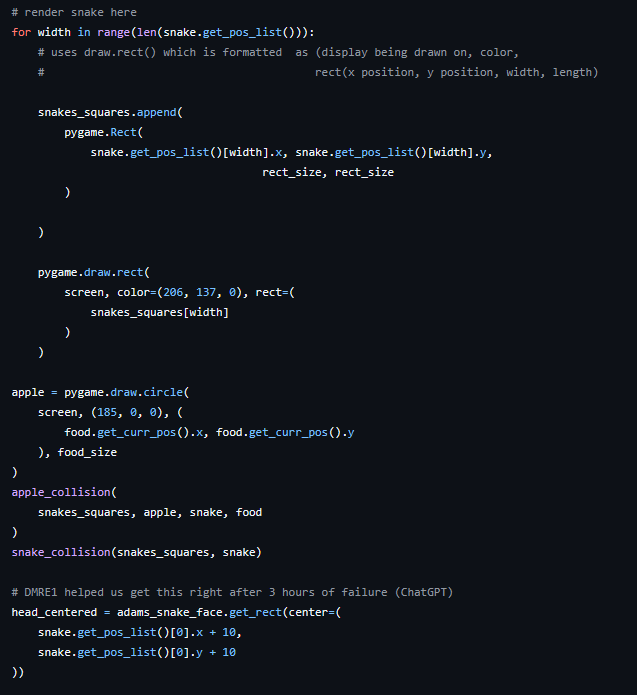 # render snake here
for width in range(len(snake.get_pos_list())):
    # uses draw.rect() which is formatted  as (display being drawn on, color,
    #                                         rect(x position, y position, width, length)

    snakes_squares.append(
        pygame.Rect(
            snake.get_pos_list()[width].x, snake.get_pos_list()[width].y,
                                      rect_size, rect_size
        )

    )

    pygame.draw.rect(
        screen, color=(206, 137, 0), rect=(
            snakes_squares[width]
        )
    )

apple = pygame.draw.circle(
    screen, (185, 0, 0), (
        food.get_curr_pos().x, food.get_curr_pos().y
    ), food_size
)
apple_collision(
    snakes_squares, apple, snake, food
)
snake_collision(snakes_squares, snake)

# DMRE1 helped us get this right after 3 hours of failure (ChatGPT)
head_centered = adams_snake_face.get_rect(center=(
    snake.get_pos_list()[0].x + 10,
    snake.get_pos_list()[0].y + 10
))